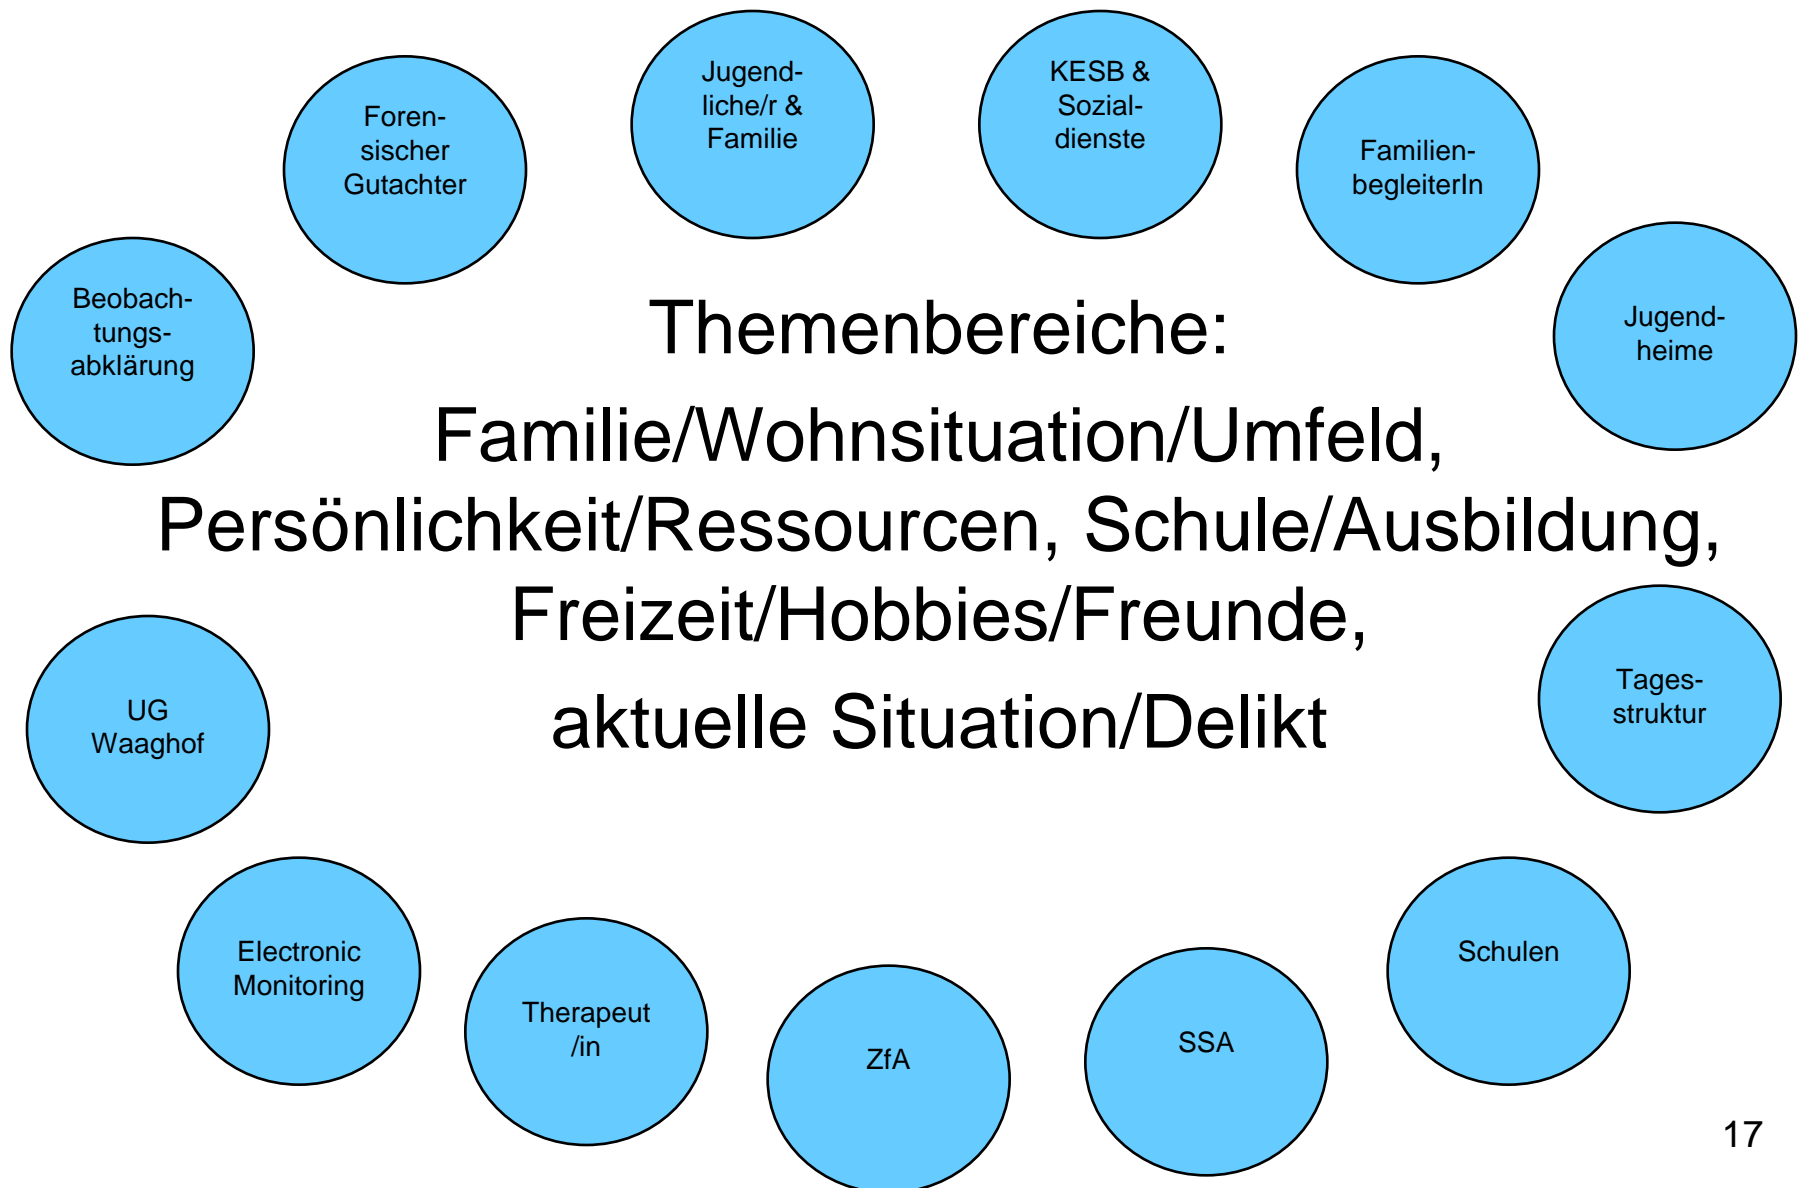 Jugend-
liche/r &
Familie
KESB &
Sozial-
dienste
Foren-
sischer
Gutachter
Familien-
begleiterIn
Beobach-
tungs-
abklärung
Jugend-
heime
Themenbereiche:
Familie/Wohnsituation/Umfeld,
Persönlichkeit/Ressourcen, Schule/Ausbildung,
Freizeit/Hobbies/Freunde,
aktuelle Situation/Delikt
UG
Waaghof
Tages-
struktur
Electronic
Monitoring
Therapeut
/in
ZfA
SSA
Schulen
17